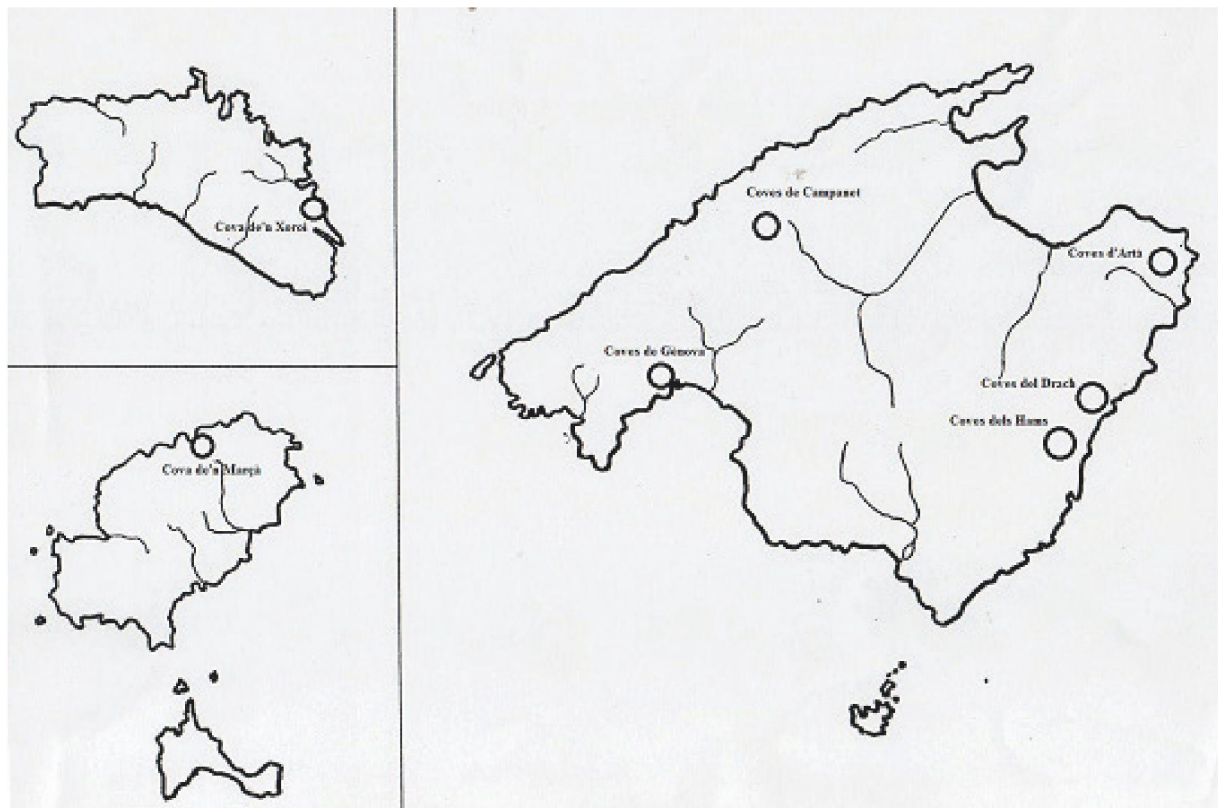 Cova de'n Xoroi
Cova de'n Marçà
Coves de Campanet
Coves d'Artà
Coves de Gènova
Coves del Drach
Coves dels Hams